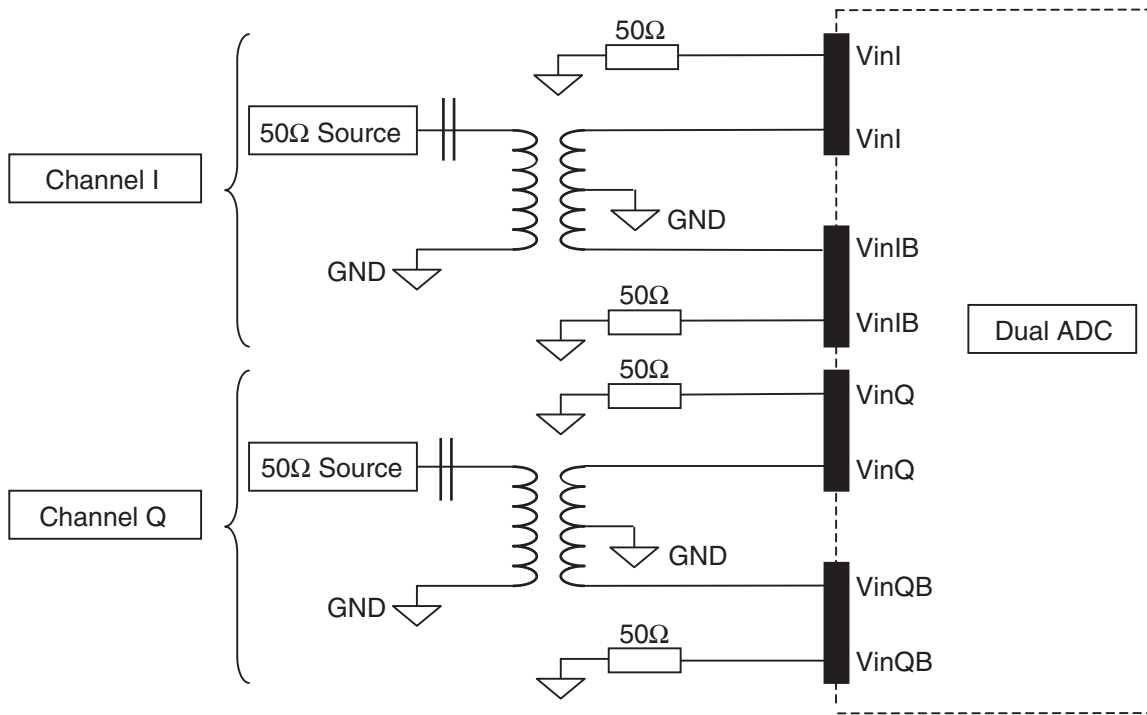 50Ω
VinI
50Ω Source
VinI
Channel I
GND
GND
VinIB
50Ω
VinIB
Dual ADC
50Ω
VinQ
50Ω Source
VinQ
Channel Q
GND
GND
VinQB
50Ω
VinQB